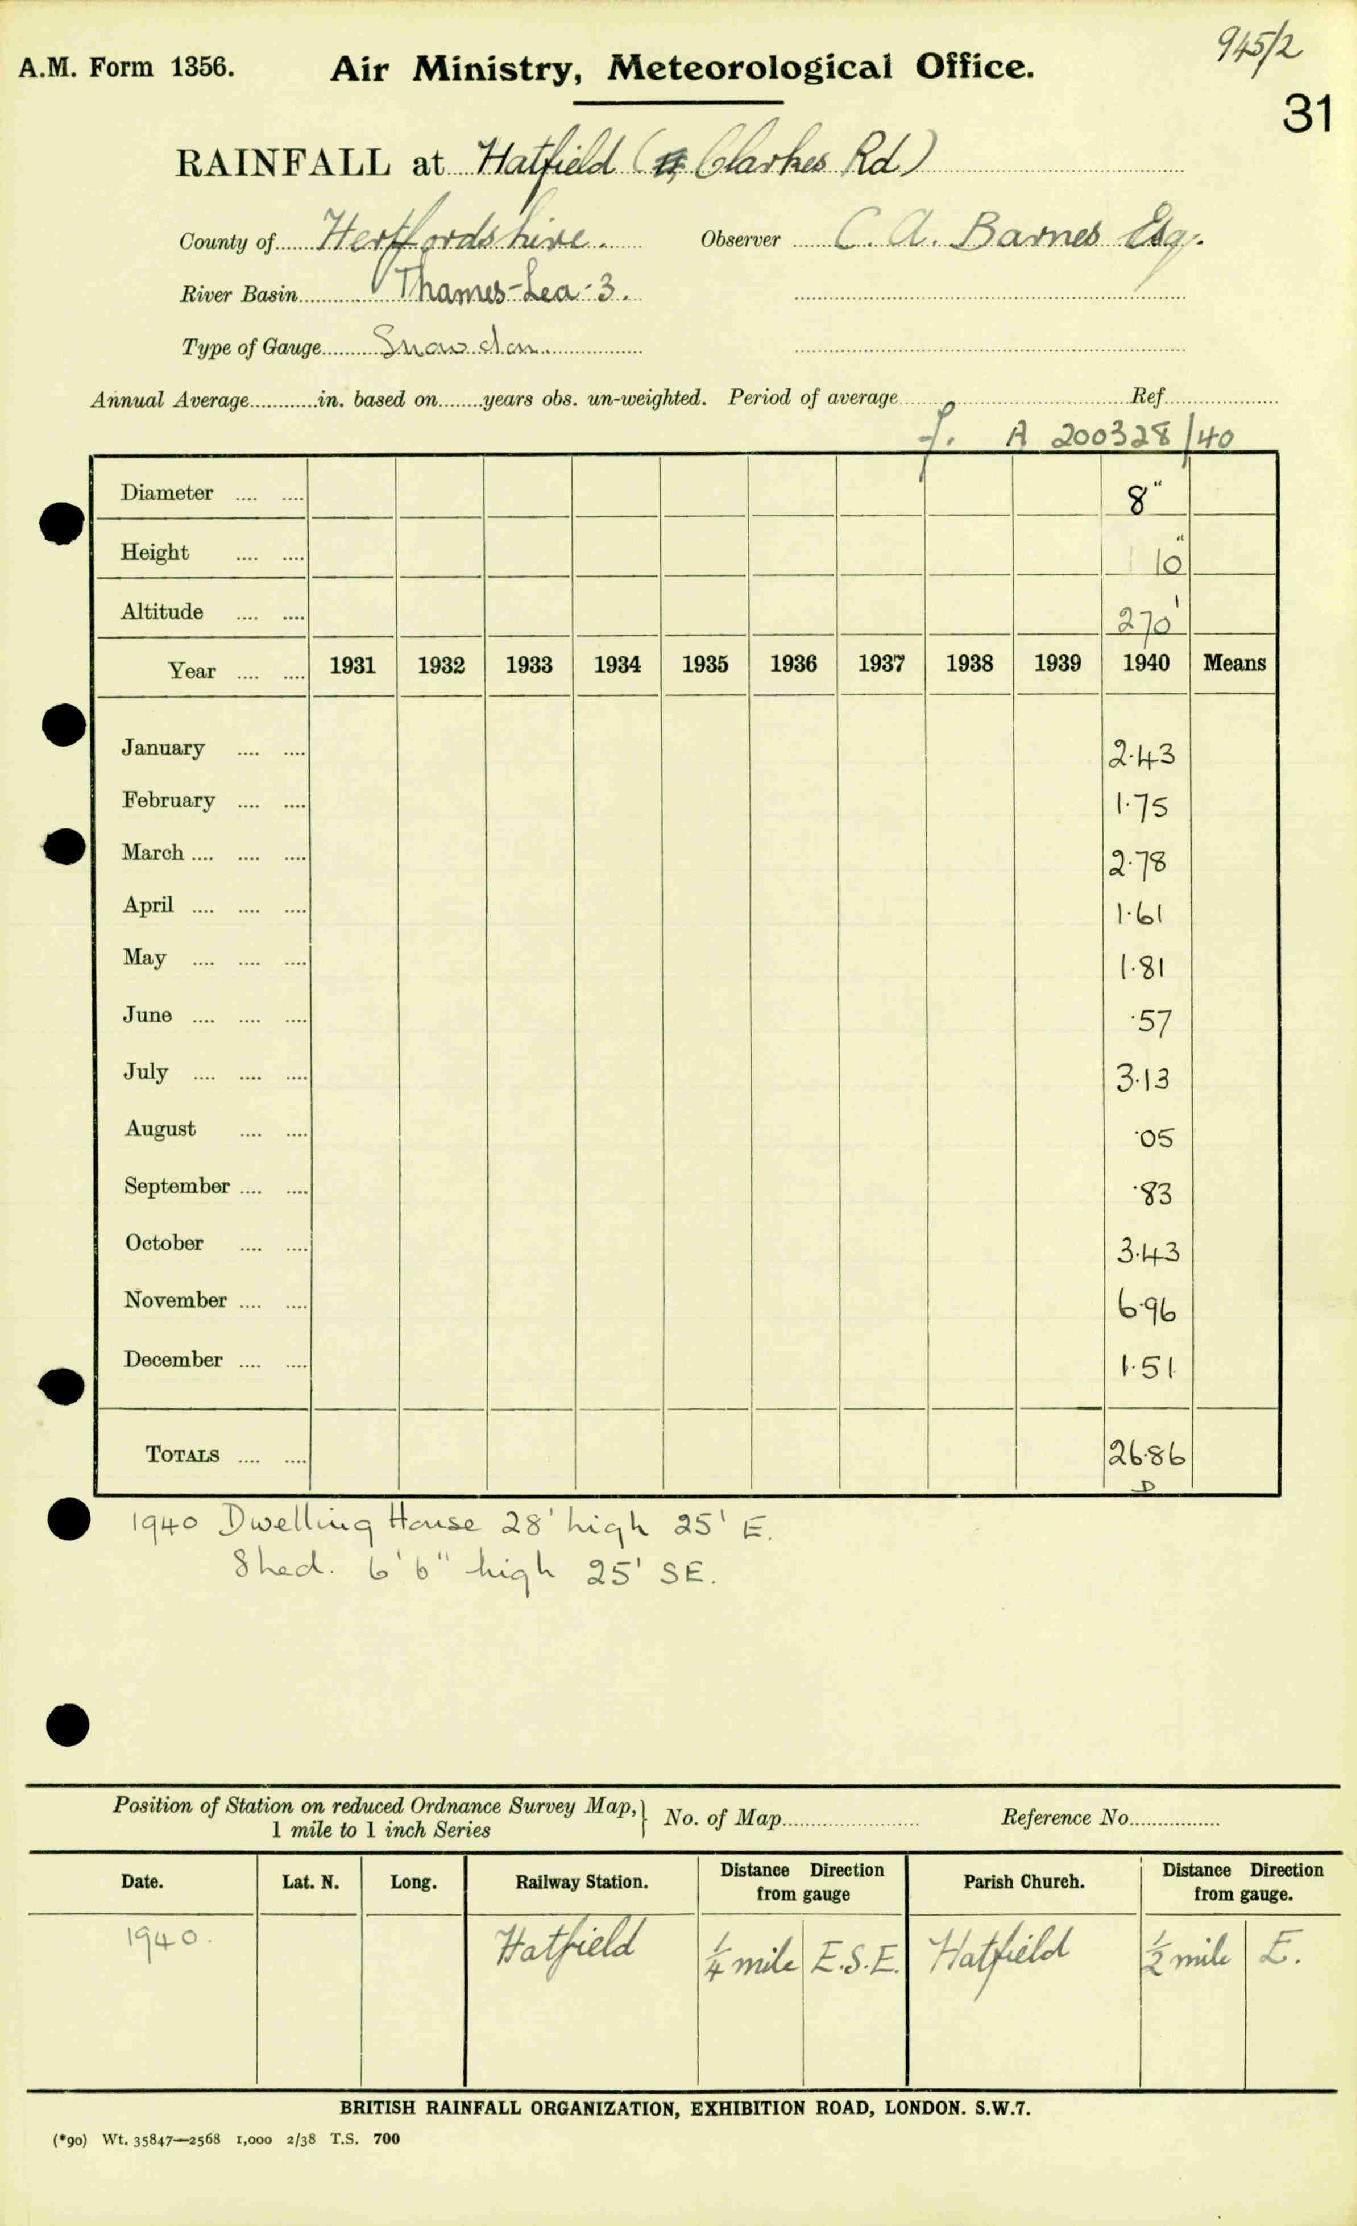 945/2
A.M. Form 1356. Air Ministry, Meteorological Office.
31
RAINFALL at Hatfield ( Clarkes Rd)
County of Hertfordshire. Observer C. A. Barnes Esq.
River Basin Thames-Lea-3.
Type of Gauge Snowdon
Annual Average in. based on years obs. un-weighted. Period of average Ref.
f. A 200328/40
Diameter 8"
Height 10"
Altitude 270'
Year 1931 1932 1933 1934 1935 1936 1937 1938 1939 1940 Means
January 2.43
February 1.75
March 2.78
April 1.61
May 1.81
June .57
July 3.13
August .05
September .83
October 3.43
November 6.96
December 1.51
TOTALS 26.86
D
1940 Dwelling House 28' high 25' E.
Shed. 6'6" high 25' SE.
Position of Station on reduced Ordnance Survey Map, } No. of Map Reference No.
1 mile to 1 inch Series
Date. Lat. N. Long. Railway Station. Distance Direction from gauge Parish Church. Distance Direction from gauge.
1940. Hatfield 1/4 mile E.S.E. Hatfield 1/2 mile E.
BRITISH RAINFALL ORGANIZATION, EXHIBITION ROAD, LONDON. S.W.7.
(*90) Wt. 35847—2568 1,000 2/38 T.S. 700